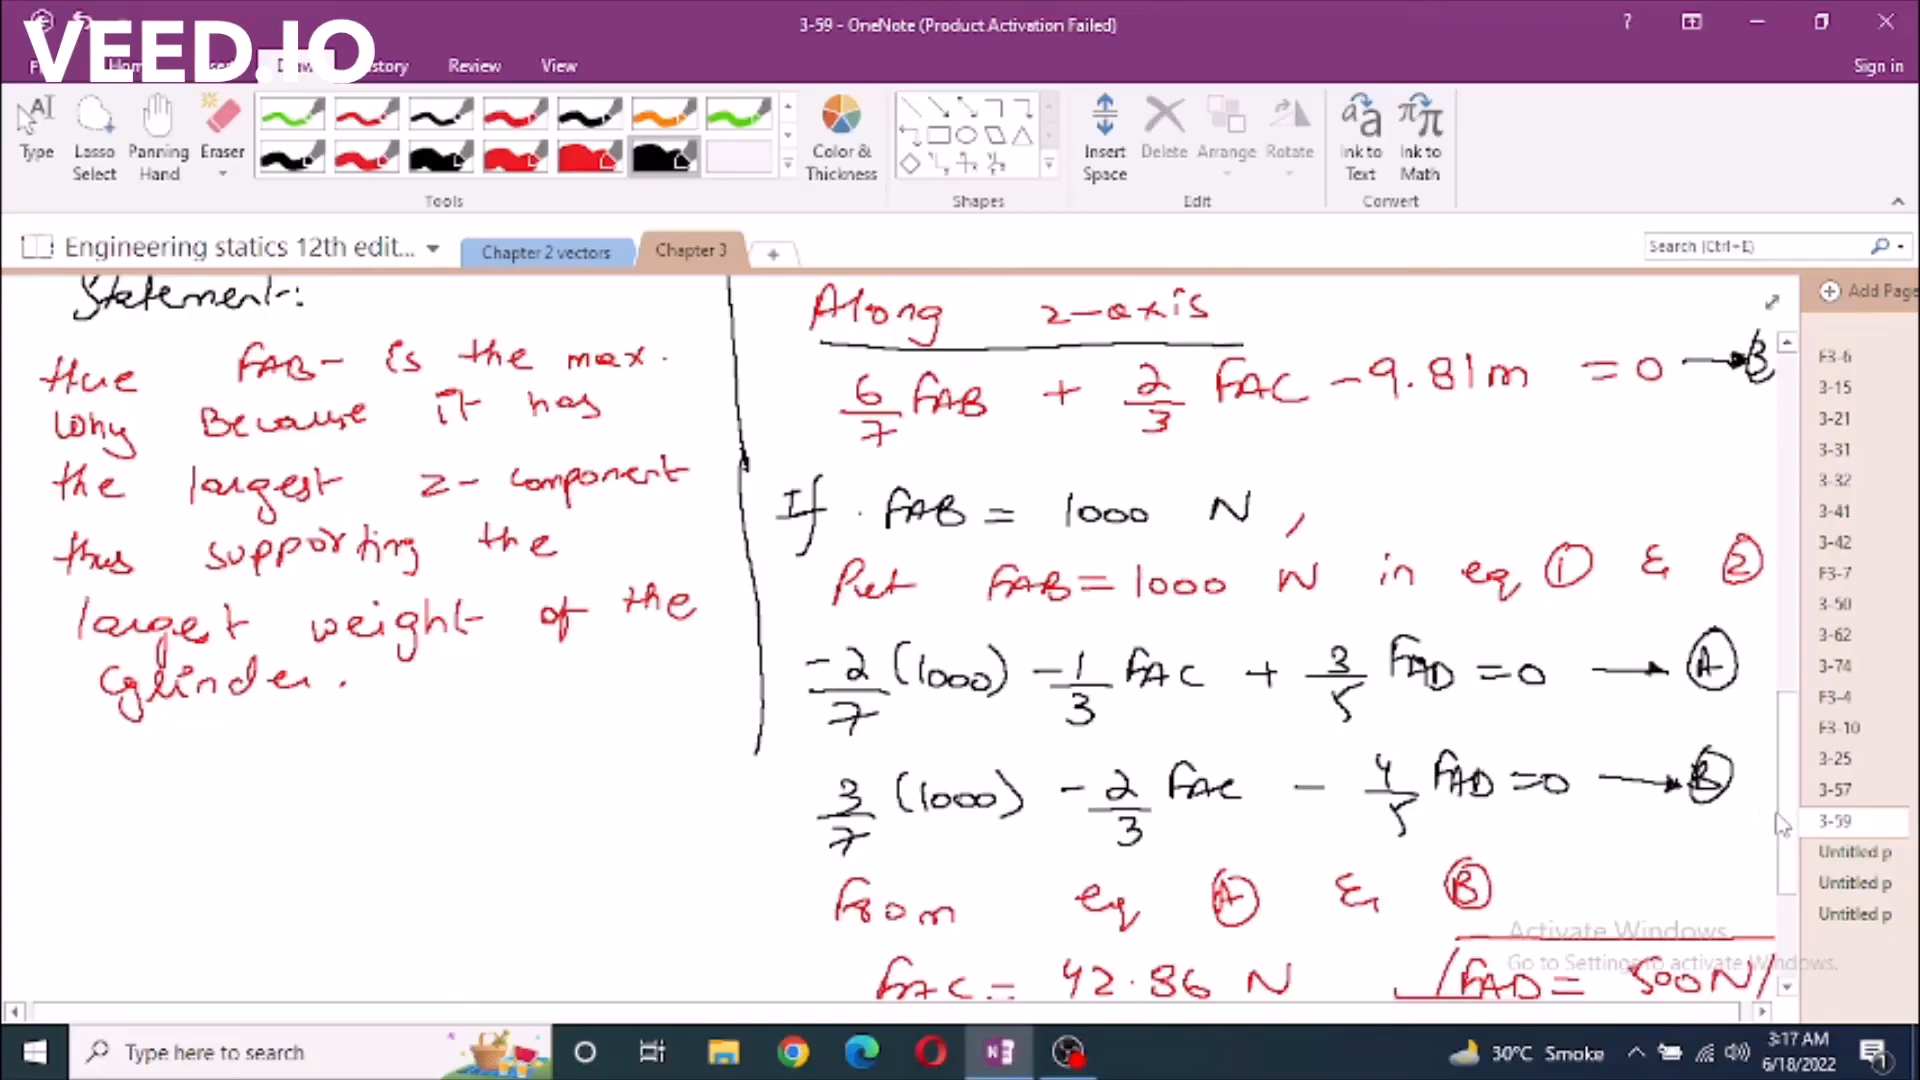 3-59 - OneNote (Product Activation Failed)
VEED.IO
Review
View
Sign in
Type
Lasso Select
Panning Hand
Eraser
Color & Thickness
Insert Space
Delete
Arrange
Rotate
Ink to Text
Ink to Math
Tools
Shapes
Edit
Convert
Engineering statics 12th edit...
Chapter 2 vectors
Chapter 3
Search (Ctrl+E)
Statement:
FAB- is the max.
why Because it has
the largest z-component
thus supporting the
largest weight of the
Cylinder.
Along z-axis
6/7 FAB + 2/3 FAC - 9.81m = 0 → 3
If. FAB = 1000 N,
Put FAB = 1000 N in eq ① & ②
-2/7 (1000) - 1/3 FAC + 3/5 FAD = 0 → Ⓐ
3/7 (1000) - 2/3 FAC - 4/5 FAD = 0 → Ⓑ
From eq Ⓐ & Ⓑ
FAC = 42.86 N
FAD = 500 N
Add Page
F3-6
3-15
3-21
3-31
3-32
3-41
3-42
F3-7
3-50
3-62
3-74
F3-4
F3-10
3-25
3-57
3-59
Untitled p
Untitled p
Untitled p
Activate Windows
Go to Settings to activate Windows.
Type here to search
30°C Smoke
3:17 AM
6/18/2022
1